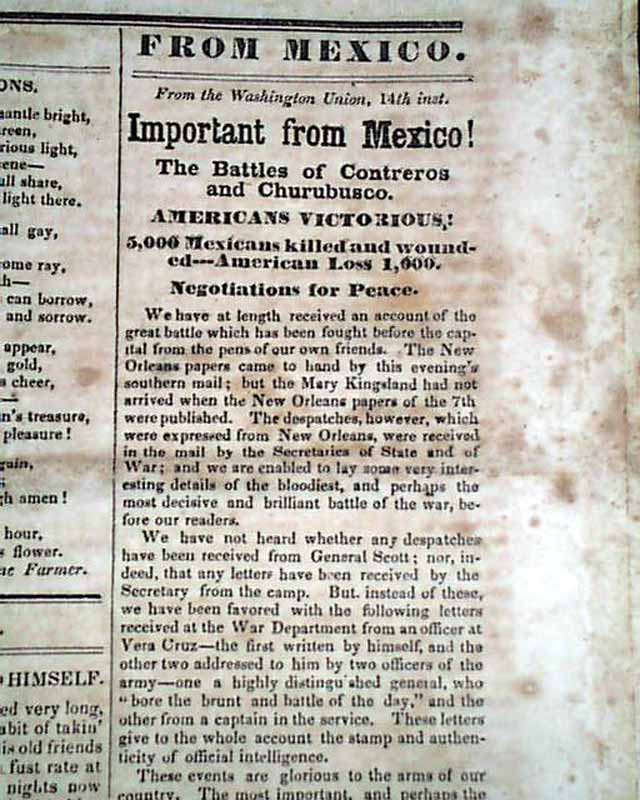 ONS.
mantle bright,
reen,
rious light,
ene—
all share,
light there.
all gay,
ome ray,
h—
can borrow,
and sorrow.
appear,
gold,
s cheer,
—
n's treasure,
pleasure!
gain,
gh amen!
hour,
s flower.
ne Farmer.
HIMSELF.
ed very long,
abit of takin'
is old friends
fust rate at
nights now
FROM MEXICO.
From the Washington Union, 14th inst.
Important from Mexico!
The Battles of Contreros
and Churubusco.
AMERICANS VICTORIOUS,!
5,000 Mexicans killed and wound-
ed—American Loss 1,000.
Negotiations for Peace.
We have at length received an account of the
great battle which has been fought before the cap-
ital from the pens of our own friends. The New
Orleans papers came to hand by this evening's
southern mail; but the Mary Kingsland had not
arrived when the New Orleans papers of the 7th
were published. The despatches, however, which
were expressed from New Orleans, were received
in the mail by the Secretaries of State and of
War; and we are enabled to lay some very inter-
esting details of the bloodiest, and perhaps the
most decisive and brilliant battle of the war, be-
fore our readers.
We have not heard whether any despatches
have been received from General Scott; nor, in-
deed, that any letters have been received by the
Secretary from the camp. But. instead of these,
we have been favored with the following letters
received at the War Department from an officer at
Vera Cruz—the first written by himself, and the
other two addressed to him by two officers of the
army—one a highly distinguished general, who
"bore the brunt and battle of the day," and the
other from a captain in the service. These letters
give to the whole account the stamp and authen-
ticity of official intelligence.
These events are glorious to the arms of our
country. The most important, and perhaps the